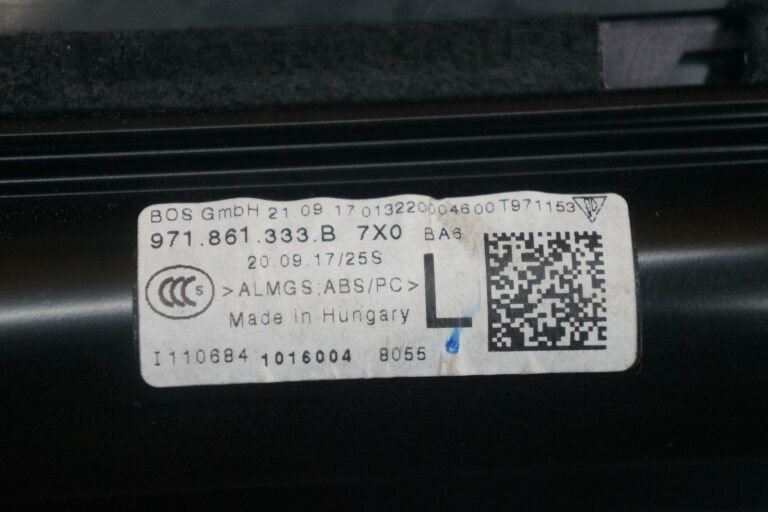 BOS GmbH 21.09.17 013220004600 T971153
971.861.333.B 7X0 BA6
20.09.17/25S
CCC S >ALMGS;ABS/PC> L
Made in Hungary
I110684 1016004 8055